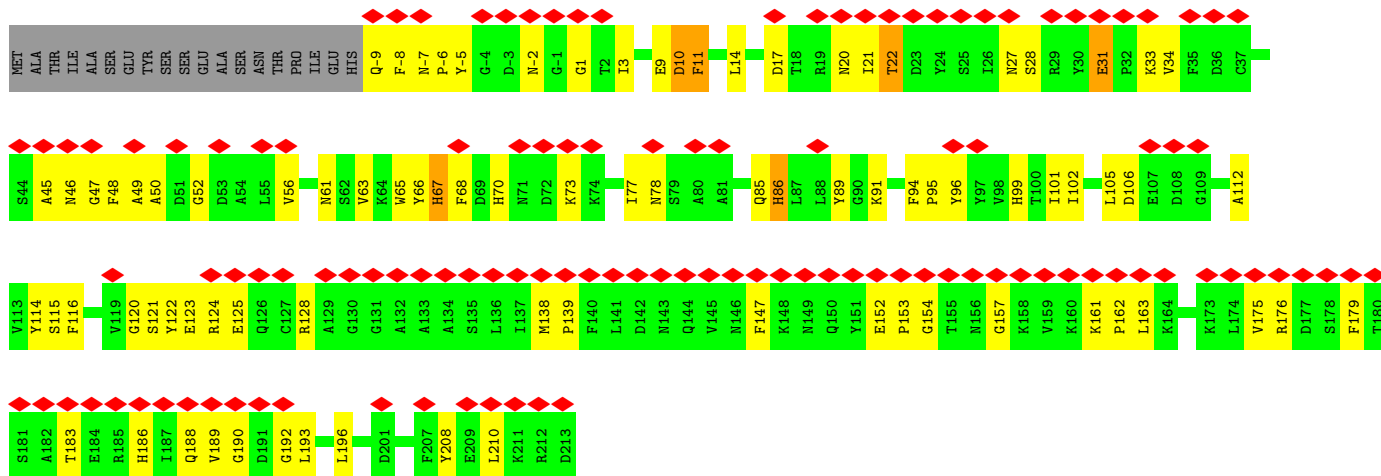 MET ALA THR ILE ALA SER GLU TYR SER SER GLU ALA SER ASN THR PRO ILE GLU HIS Q-9 F-8 N-7 P-6 Y-5 G-4 D-3 N-2 G-1 G1 T2 I3 E9 D10 F11 L14 D17 T18 R19 N20 I21 T22 D23 Y24 S25 I26 N27 S28 R29 Y30 E31 P32 K33 V34 F35 D36 C37
S44 A45 N46 G47 F48 A49 A50 D51 G52 D53 A54 L55 V56 N61 S62 V63 K64 W65 Y66 H67 F68 D69 H70 N71 D72 K73 K74 I77 N78 S79 A80 A81 Q85 H86 L87 L88 Y89 G90 K91 F94 P95 Y96 Y97 V98 H99 T100 I101 I102 L105 D106 E107 D108 G109 A112
V113 Y114 S115 F116 V119 G120 S121 Y122 E123 R124 E125 Q126 C127 R128 A129 G130 G131 A132 A133 A134 S135 L136 I137 M138 P139 F140 L141 D142 N143 Q144 V145 N146 F147 K148 N149 Q150 Y151 E152 P153 G154 T155 N156 G157 K158 V159 K160 K161 P162 L163 K164 K173 L174 V175 R176 D177 S178 F179 T180
S181 A182 T183 E184 R185 H186 I187 Q188 V189 G190 D191 G192 L193 L196 D201 F207 Y208 E209 L210 K211 R212 D213